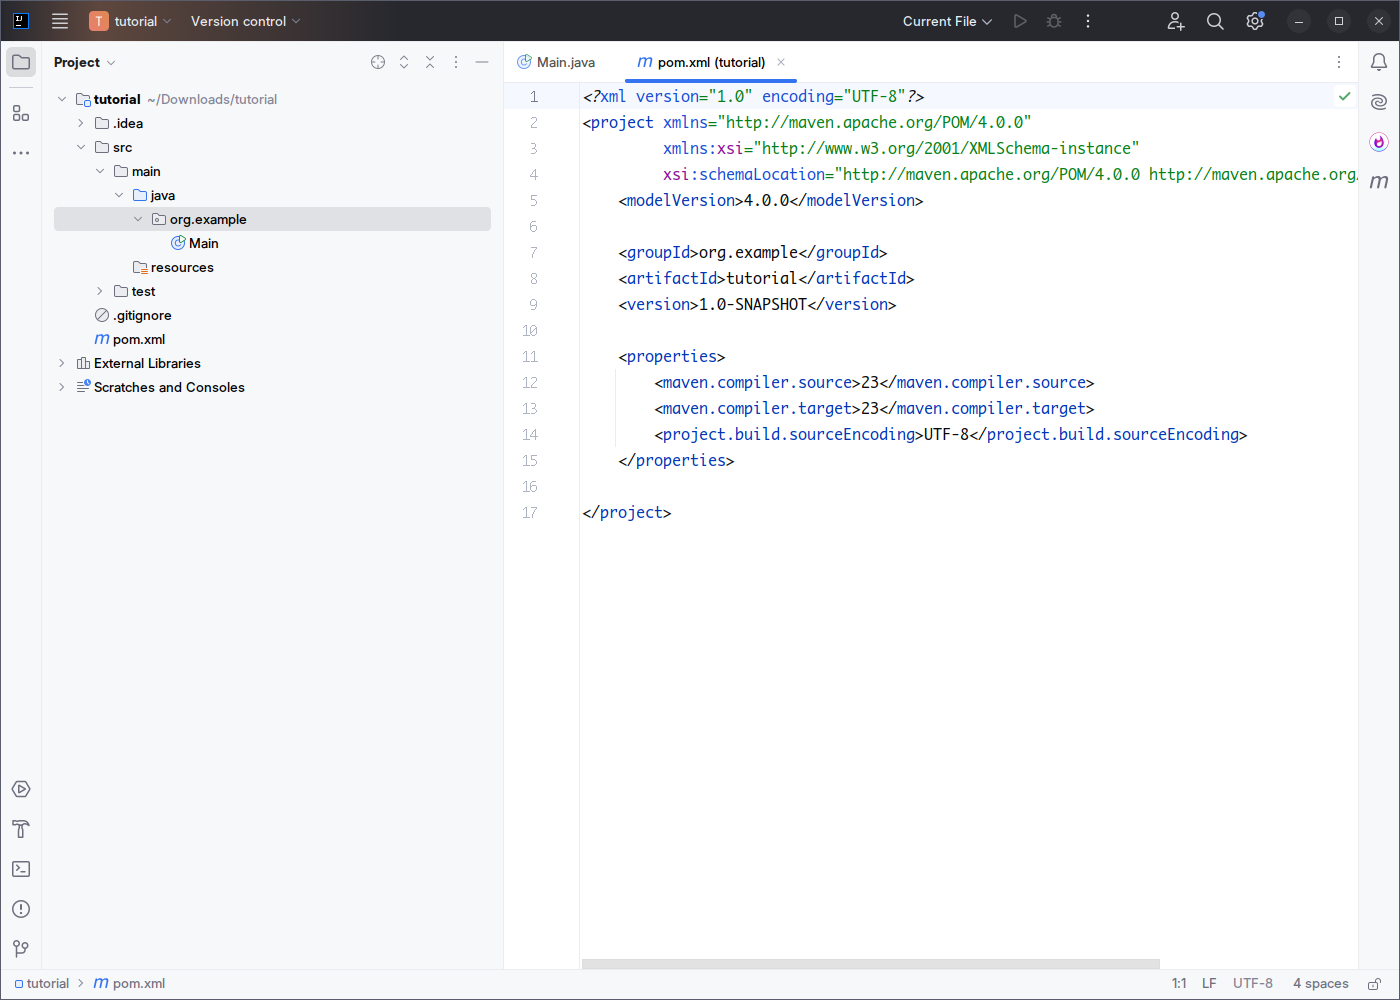 T tutorial Version control Current File
Project
Main.java
m pom.xml (tutorial)
tutorial ~/Downloads/tutorial
.idea
src
main
java
org.example
Main
resources
test
.gitignore
m pom.xml
External Libraries
Scratches and Consoles
1 <?xml version="1.0" encoding="UTF-8"?>
2 <project xmlns="http://maven.apache.org/POM/4.0.0"
3 xmlns:xsi="http://www.w3.org/2001/XMLSchema-instance"
4 xsi:schemaLocation="http://maven.apache.org/POM/4.0.0 http://maven.apache.org.
5 <modelVersion>4.0.0</modelVersion>
6
7 <groupId>org.example</groupId>
8 <artifactId>tutorial</artifactId>
9 <version>1.0-SNAPSHOT</version>
10
11 <properties>
12 <maven.compiler.source>23</maven.compiler.source>
13 <maven.compiler.target>23</maven.compiler.target>
14 <project.build.sourceEncoding>UTF-8</project.build.sourceEncoding>
15 </properties>
16
17 </project>
m
tutorial > m pom.xml
1:1 LF UTF-8 4 spaces